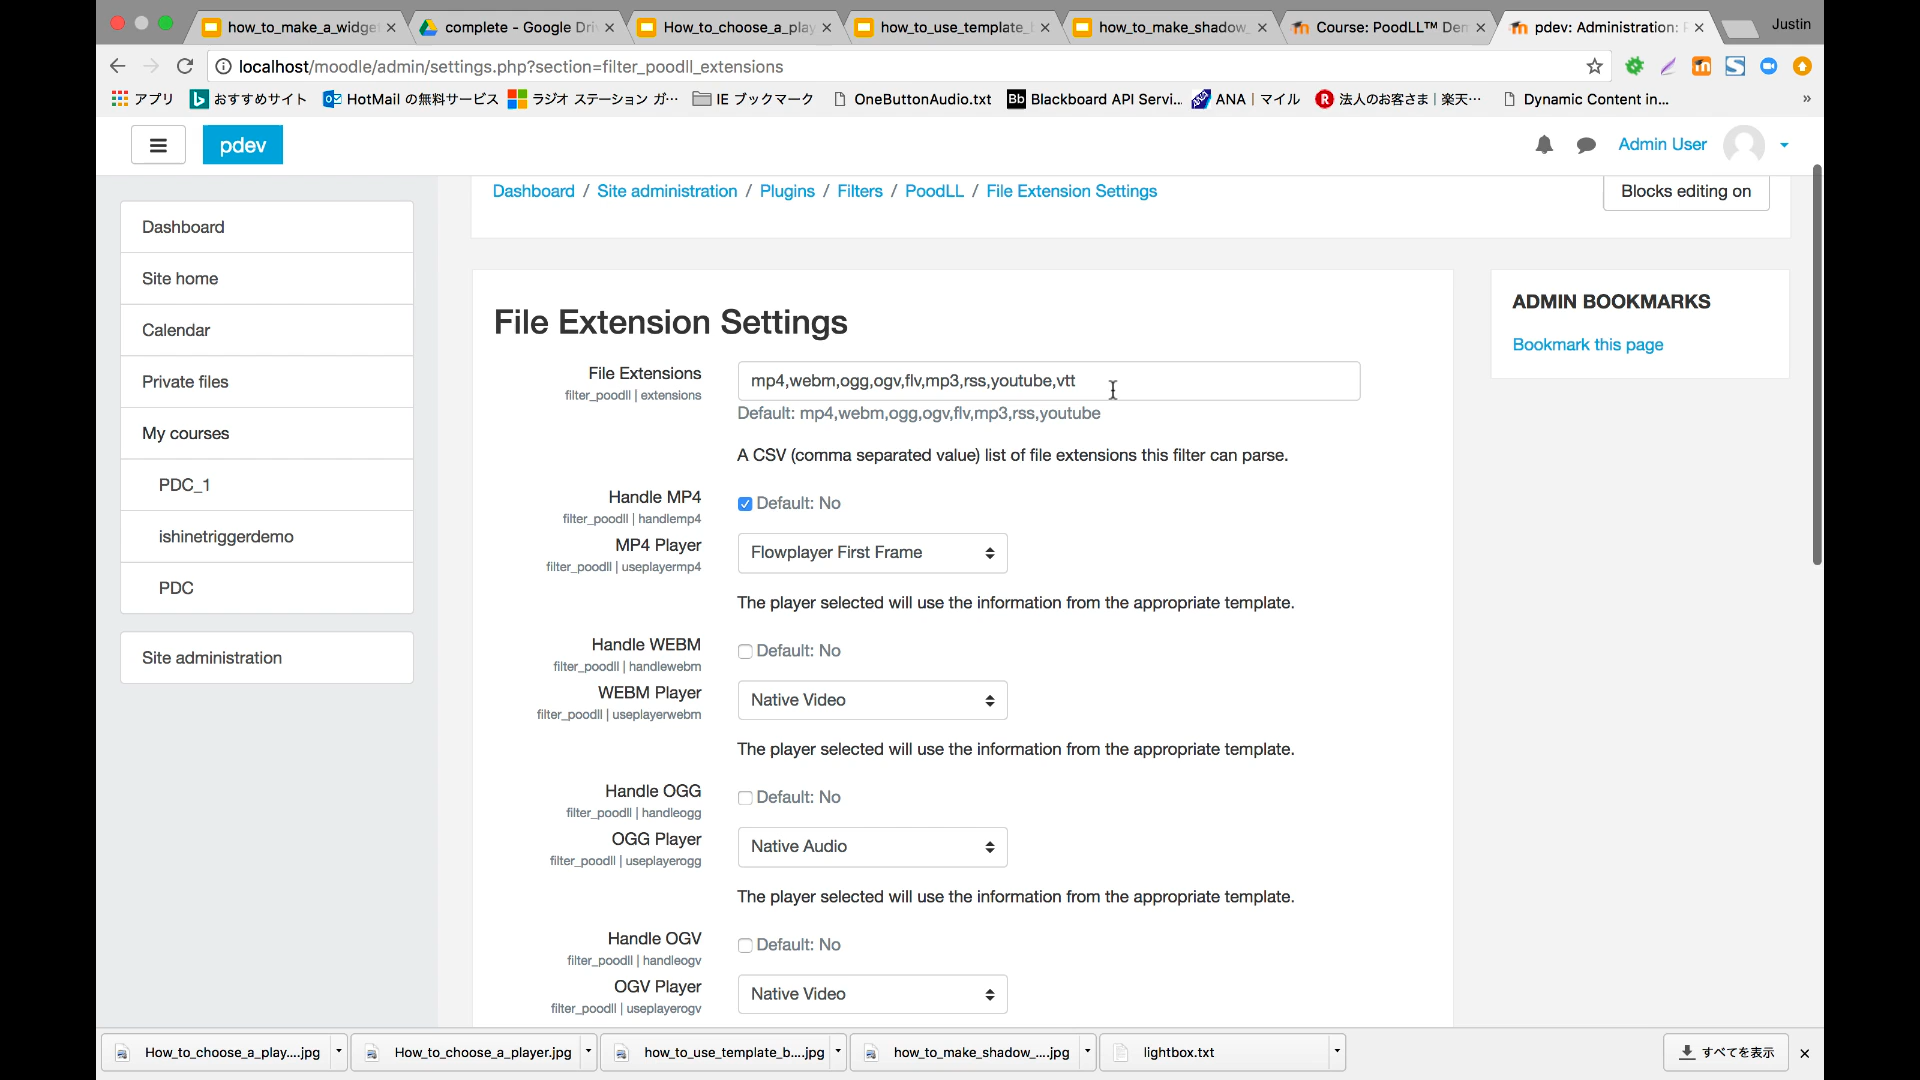 how_to_make_a_widget
complete - Google Dri
How_to_choose_a_play
how_to_use_template_
how_to_make_shadow_
Course: PoodLL™ Den
pdev: Administration:
Justin
localhost/moodle/admin/settings.php?section=filter_poodll_extensions
アプリ
おすすめサイト
HotMail の無料サービス
ラジオ ステーション ガ…
IE ブックマーク
OneButtonAudio.txt
Bb Blackboard API Servi...
ANA | マイル
法人のお客さま | 楽天…
Dynamic Content in...
»
pdev
Admin User
Dashboard / Site administration / Plugins / Filters / PoodLL / File Extension Settings
Blocks editing on
Dashboard
Site home
Calendar
Private files
My courses
PDC_1
ishinetriggerdemo
PDC
Site administration
File Extension Settings
File Extensions
filter_poodll | extensions
mp4,webm,ogg,ogv,flv,mp3,rss,youtube,vtt
Default: mp4,webm,ogg,ogv,flv,mp3,rss,youtube
A CSV (comma separated value) list of file extensions this filter can parse.
Handle MP4
filter_poodll | handlemp4
Default: No
MP4 Player
filter_poodll | useplayermp4
Flowplayer First Frame
The player selected will use the information from the appropriate template.
Handle WEBM
filter_poodll | handlewebm
Default: No
WEBM Player
filter_poodll | useplayerwebm
Native Video
The player selected will use the information from the appropriate template.
Handle OGG
filter_poodll | handleogg
Default: No
OGG Player
filter_poodll | useplayerogg
Native Audio
The player selected will use the information from the appropriate template.
Handle OGV
filter_poodll | handleogv
Default: No
OGV Player
filter_poodll | useplayerogv
Native Video
ADMIN BOOKMARKS
Bookmark this page
How_to_choose_a_play....jpg
How_to_choose_a_player.jpg
how_to_use_template_b....jpg
how_to_make_shadow_....jpg
lightbox.txt
すべてを表示